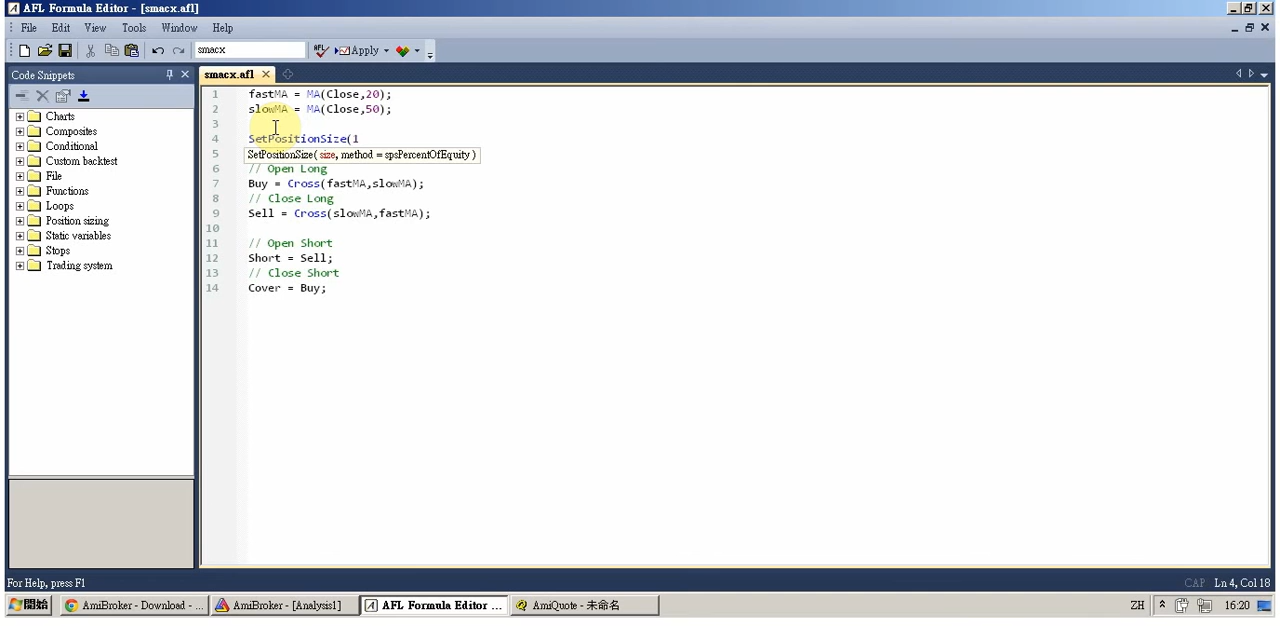 AFL Formula Editor - [smacx.afl]
File Edit View Tools Window Help
smacx
Apply
Code Snippets
smacx.afl
Charts
Composites
Conditional
Custom backtest
File
Functions
Loops
Position sizing
Static variables
Stops
Trading system
1 fastMA = MA(Close,20);
2 slowMA = MA(Close,50);
3
4 SetPositionSize(1
SetPositionSize( size, method = spsPercentOfEquity )
5
6 // Open Long
7 Buy = Cross(fastMA,slowMA);
8 // Close Long
9 Sell = Cross(slowMA,fastMA);
10
11 // Open Short
12 Short = Sell;
13 // Close Short
14 Cover = Buy;
For Help, press F1
CAP Ln 4, Col 18
開始 AmiBroker - Download - ... AmiBroker - [Analysis1] AFL Formula Editor ... AmiQuote - 未命名 ZH 16:20